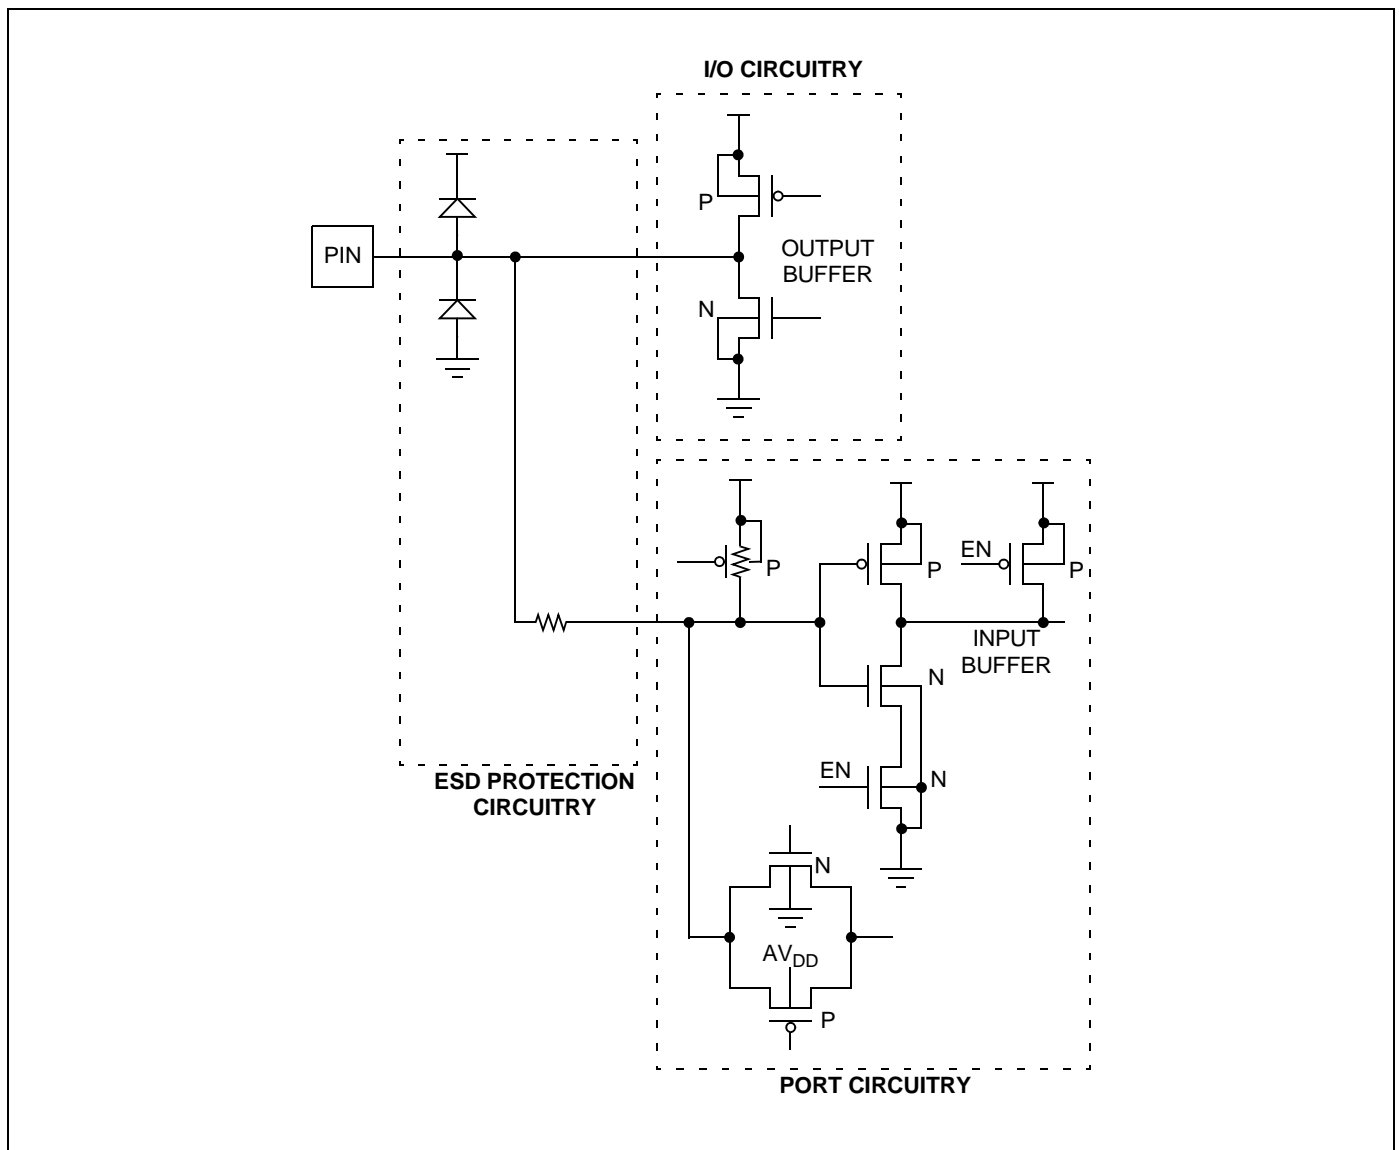 I/O CIRCUITRY
P
PIN
OUTPUT
BUFFER
N
EN
P
P
P
INPUT
BUFFER
N
EN
N
ESD PROTECTION
CIRCUITRY
N
AVDD
P
PORT CIRCUITRY